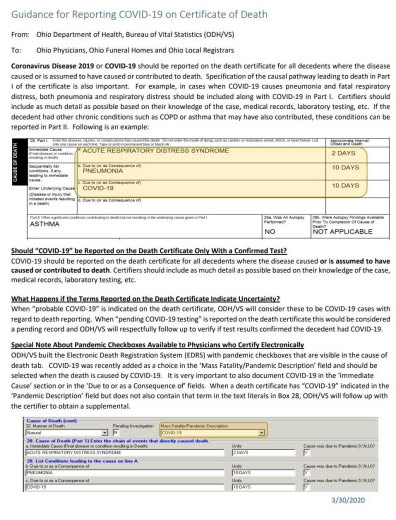 Guidance for Reporting COVID-19 on Certificate of Death
From: Ohio Department of Health, Bureau of Vital Statistics (ODH/VS)
To: Ohio Physicians, Ohio Funeral Homes and Ohio Local Registrars
Coronavirus Disease 2019 or COVID-19 should be reported on the death certificate for all decedents where the disease
caused or is assumed to have caused or contributed to death. Specification of the causal pathway leading to death in Part
I of the certificate is also important. For example, in cases when COVID-19 causes pneumonia and fatal respiratory
distress, both pneumonia and respiratory distress should be included along with COVID-19 in Part I. Certifiers should
include as much detail as possible based on their knowledge of the case, medical records, laboratory testing, etc. If the
decedent had other chronic conditions such as COPD or asthma that may have also contributed, these conditions can be
reported in Part II. Following is an example:
CAUSE OF DEATH
Approximate Interval
Onset and Death
Immediate Cause
a. ACUTE RESPIRATORY DISTRESS SYNDROME
2 DAYS
Sequentially list
conditions, if any,
leading to immediate
cause.
b. Due to (or as Consequence of)
PNEUMONIA
10 DAYS
Enter Underlying Cause
(Disease or injury that
initiated events resulting
in a death)
c. Due to (or as Consequence of)
COVID-19
10 DAYS
d. Due to (or as Consequence of)
Part II. Other significant conditions contributing to death but not resulting in the underlying cause given in Part I.
ASTHMA
29a. Was An Autopsy
Performed?
NO
29b. Were Autopsy Findings Available
Prior To Completion Of Cause of
Death?
NOT APPLICABLE
Should "COVID-19" be Reported on the Death Certificate Only With a Confirmed Test?
COVID-19 should be reported on the death certificate for all decedents where the disease caused or is assumed to have
caused or contributed to death. Certifiers should include as much detail as possible based on their knowledge of the case,
medical records, laboratory testing, etc.
What Happens if the Terms Reported on the Death Certificate Indicate Uncertainty?
When "probable COVID-19" is indicated on the death certificate, ODH/VS will consider these to be COVID-19 cases with
regard to death reporting. When "pending COVID-19 testing" is reported on the death certificate this would be considered
a pending record and ODH/VS will respectfully follow up to verify if test results confirmed the decedent had COVID-19.
Special Note About Pandemic Checkboxes Available to Physicians who Certify Electronically
ODH/VS built the Electronic Death Registration System (EDRS) with pandemic checkboxes that are visible in the cause of
death tab. COVID-19 was recently added as a choice in the 'Mass Fatality/Pandemic Description' field and should be
selected when the death is caused by COVID-19. It is very important to also document COVID-19 in the 'Immediate
Cause' section or in the 'Due to or as a Consequence of' fields. When a death certificate has "COVID-19" indicated in the
'Pandemic Description' field but does not also contain that term in the text literals in Box 28, ODH/VS will follow up with
the certifier to obtain a supplemental.
Cause of Death (cont)
32. Manner of Death
Pending Investigation
Mass Fatality/Pandemic Description
Natural
N
COVID-19
28. Cause of Death (Part 1) Enter the chain of events that directly caused death.
a. Immediate Cause (Final disease or condition resulting in Death)
Units
Cause was due to Pandemic (Y,N,U)?
ACUTE RESPIRATORY DISTRESS SYNDROME
2 DAYS
Y
28. List Conditions leading to the cause on line A.
b. Due to or as a Consequence of
Units
Cause was due to Pandemic (Y,N,U)?
PNEUMONIA
10 DAYS
Y
c. Due to or as a Consequence of
Units
Cause was due to Pandemic (Y,N,U)?
COVID-19
10 DAYS
Y
3/30/2020